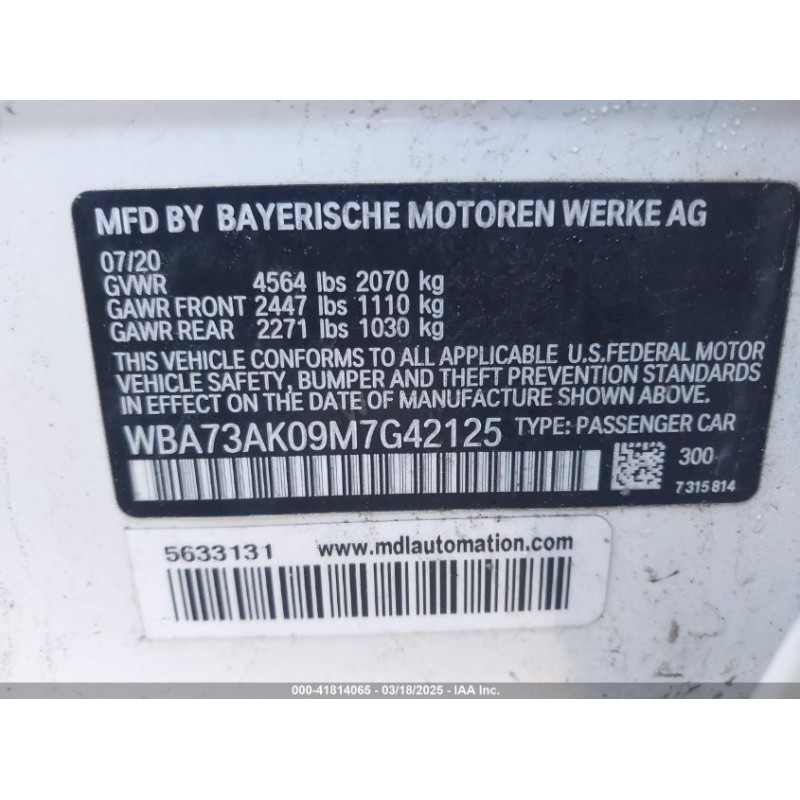 MFD BY BAYERISCHE MOTOREN WERKE AG
07/20
GVWR 4564 lbs 2070 kg
GAWR FRONT 2447 lbs 1110 kg
GAWR REAR 2271 lbs 1030 kg
THIS VEHICLE CONFORMS TO ALL APPLICABLE U.S.FEDERAL MOTOR
VEHICLE SAFETY, BUMPER AND THEFT PREVENTION STANDARDS
IN EFFECT ON THE DATE OF MANUFACTURE SHOWN ABOVE.
WBA73AK09M7G42125 TYPE: PASSENGER CAR
300
7315814
5633131 www.mdlautomation.com
000-41814065 | 03/18/2025 - IAA Inc.